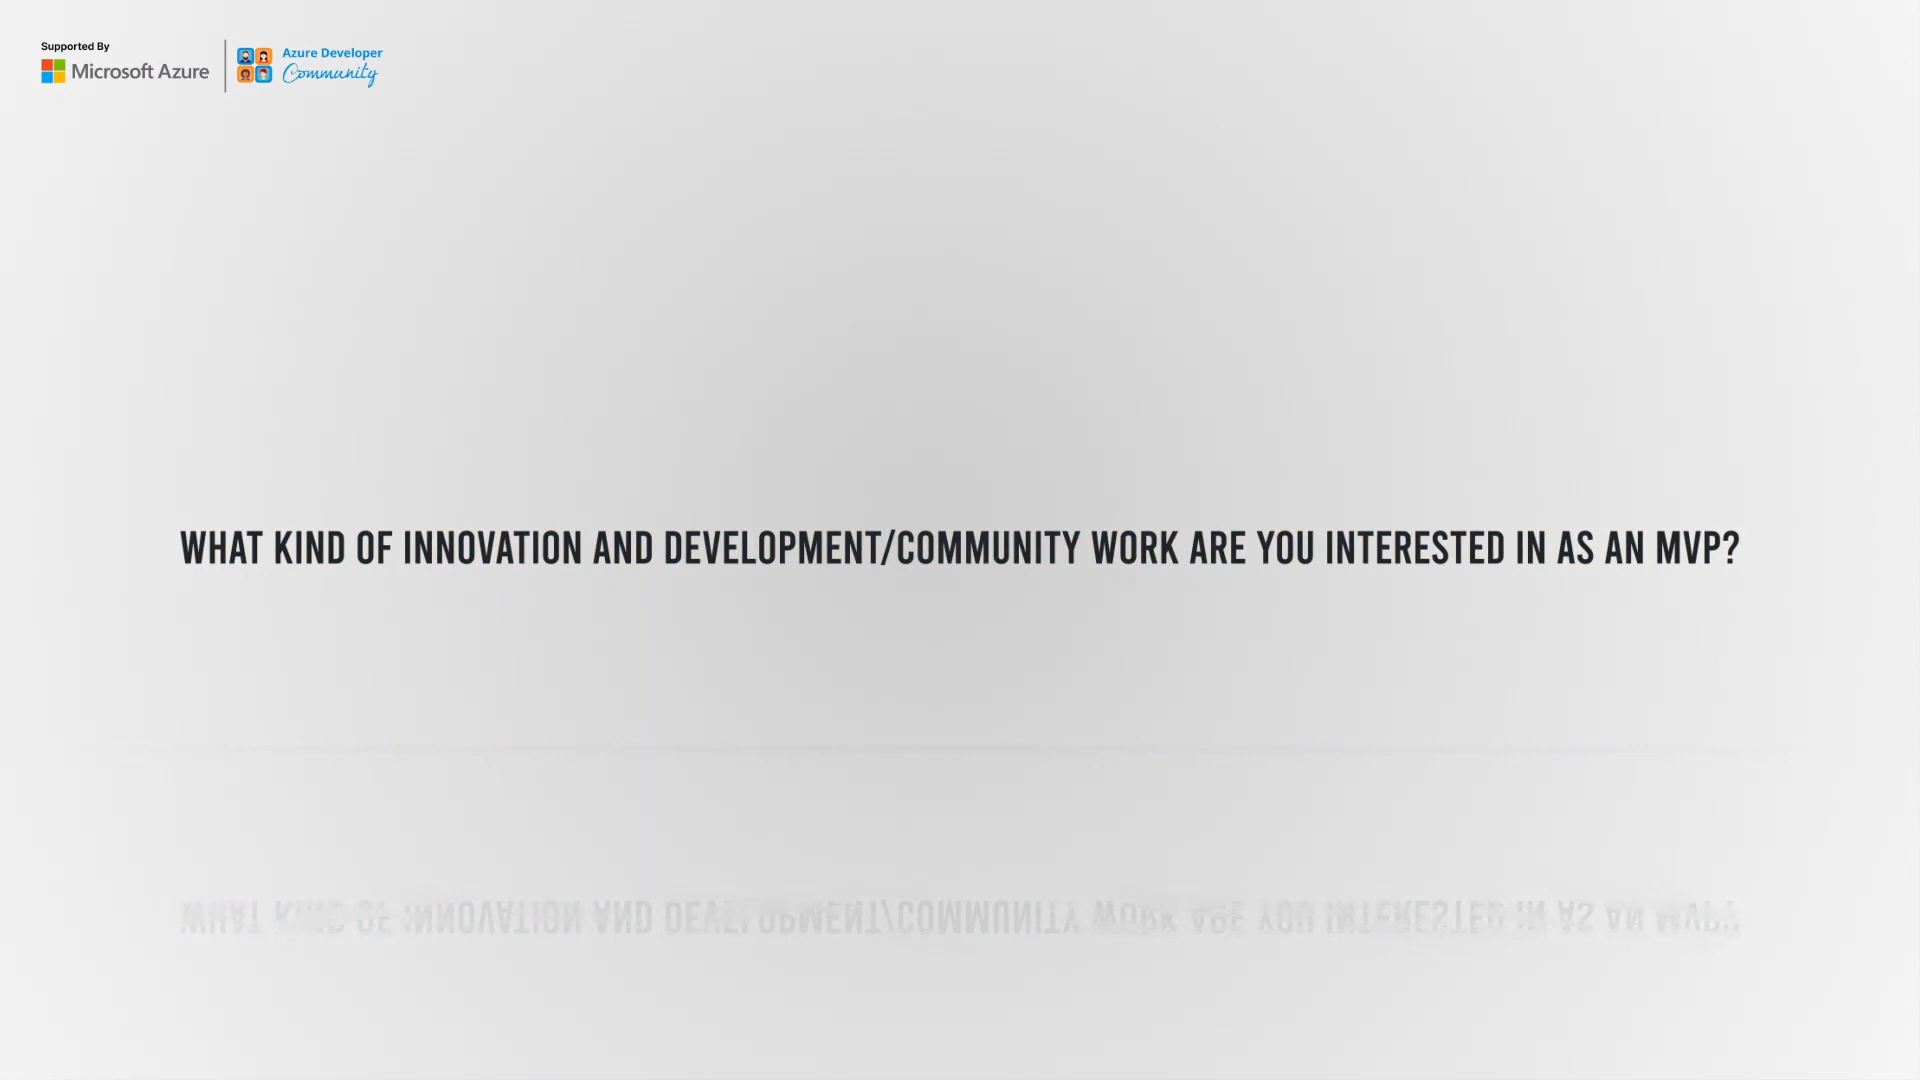 Supported By
Microsoft Azure
Azure Developer
Community
WHAT KIND OF INNOVATION AND DEVELOPMENT/COMMUNITY WORK ARE YOU INTERESTED IN AS AN MVP?